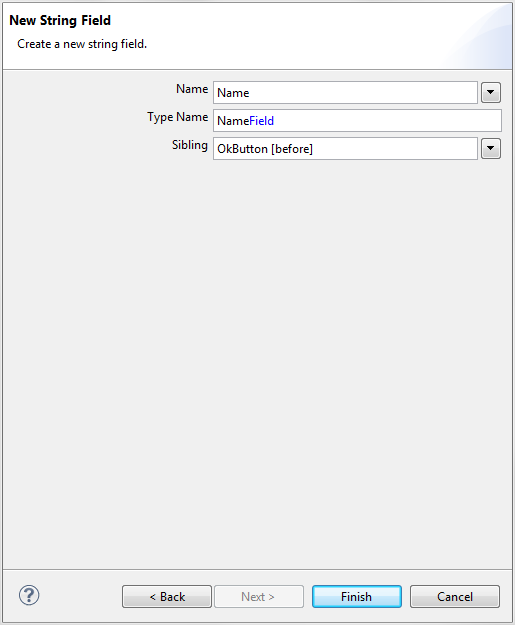 New String Field
Create a new string field.
Name Name
Type Name NameField
Sibling OkButton [before]
? < Back Next > Finish Cancel